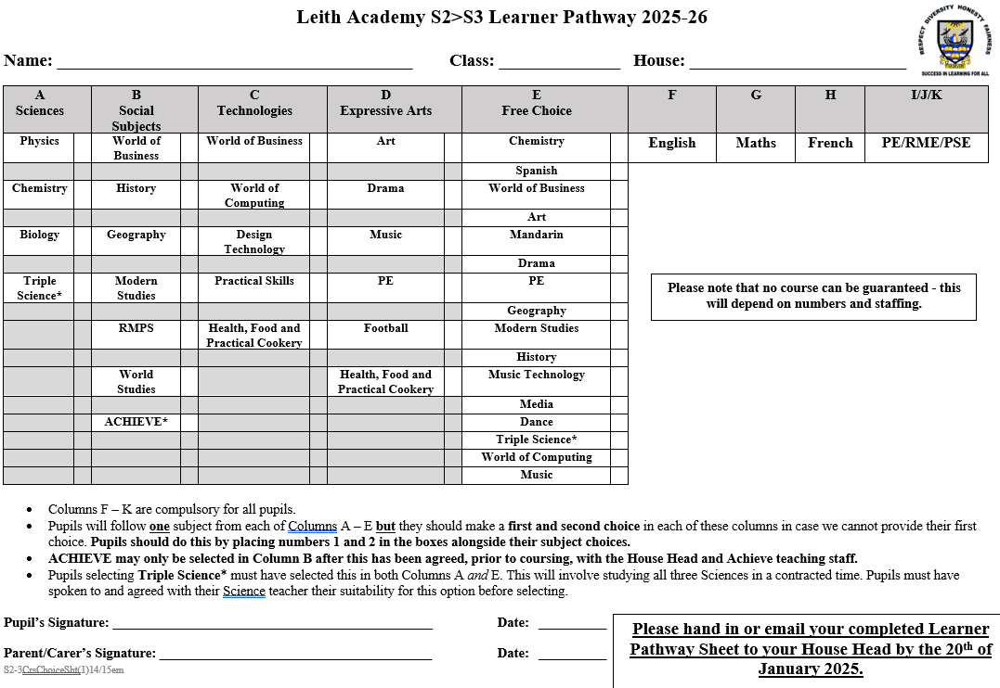 Leith Academy S2>S3 Learner Pathway 2025-26
RESPECT DIVERSITY HONESTY FAIRNESS
SUCCESS IN LEARNING FOR ALL
Name: Class: House:
A B C D E F G H I/J/K
Sciences Social Subjects Technologies Expressive Arts Free Choice
Physics World of Business World of Business Art Chemistry English Maths French PE/RME/PSE
Spanish
Chemistry History World of Computing Drama World of Business
Art
Biology Geography Design Technology Music Mandarin
Drama
Triple Science* Modern Studies Practical Skills PE PE
Geography
RMPS Health, Food and Practical Cookery Football Modern Studies
History
World Studies Health, Food and Practical Cookery Music Technology
Media
ACHIEVE* Dance
Triple Science*
World of Computing
Music
Please note that no course can be guaranteed - this
will depend on numbers and staffing.
• Columns F – K are compulsory for all pupils.
• Pupils will follow one subject from each of Columns A – E but they should make a first and second choice in each of these columns in case we cannot provide their first
choice. Pupils should do this by placing numbers 1 and 2 in the boxes alongside their subject choices.
• ACHIEVE may only be selected in Column B after this has been agreed, prior to coursing, with the House Head and Achieve teaching staff.
• Pupils selecting Triple Science* must have selected this in both Columns A and E. This will involve studying all three Sciences in a contracted time. Pupils must have
spoken to and agreed with their Science teacher their suitability for this option before selecting.
Pupil's Signature: Date:
Parent/Carer's Signature: Date:
S2-3CrsChoiceSht(1)14/15em
Please hand in or email your completed Learner
Pathway Sheet to your House Head by the 20th of
January 2025.